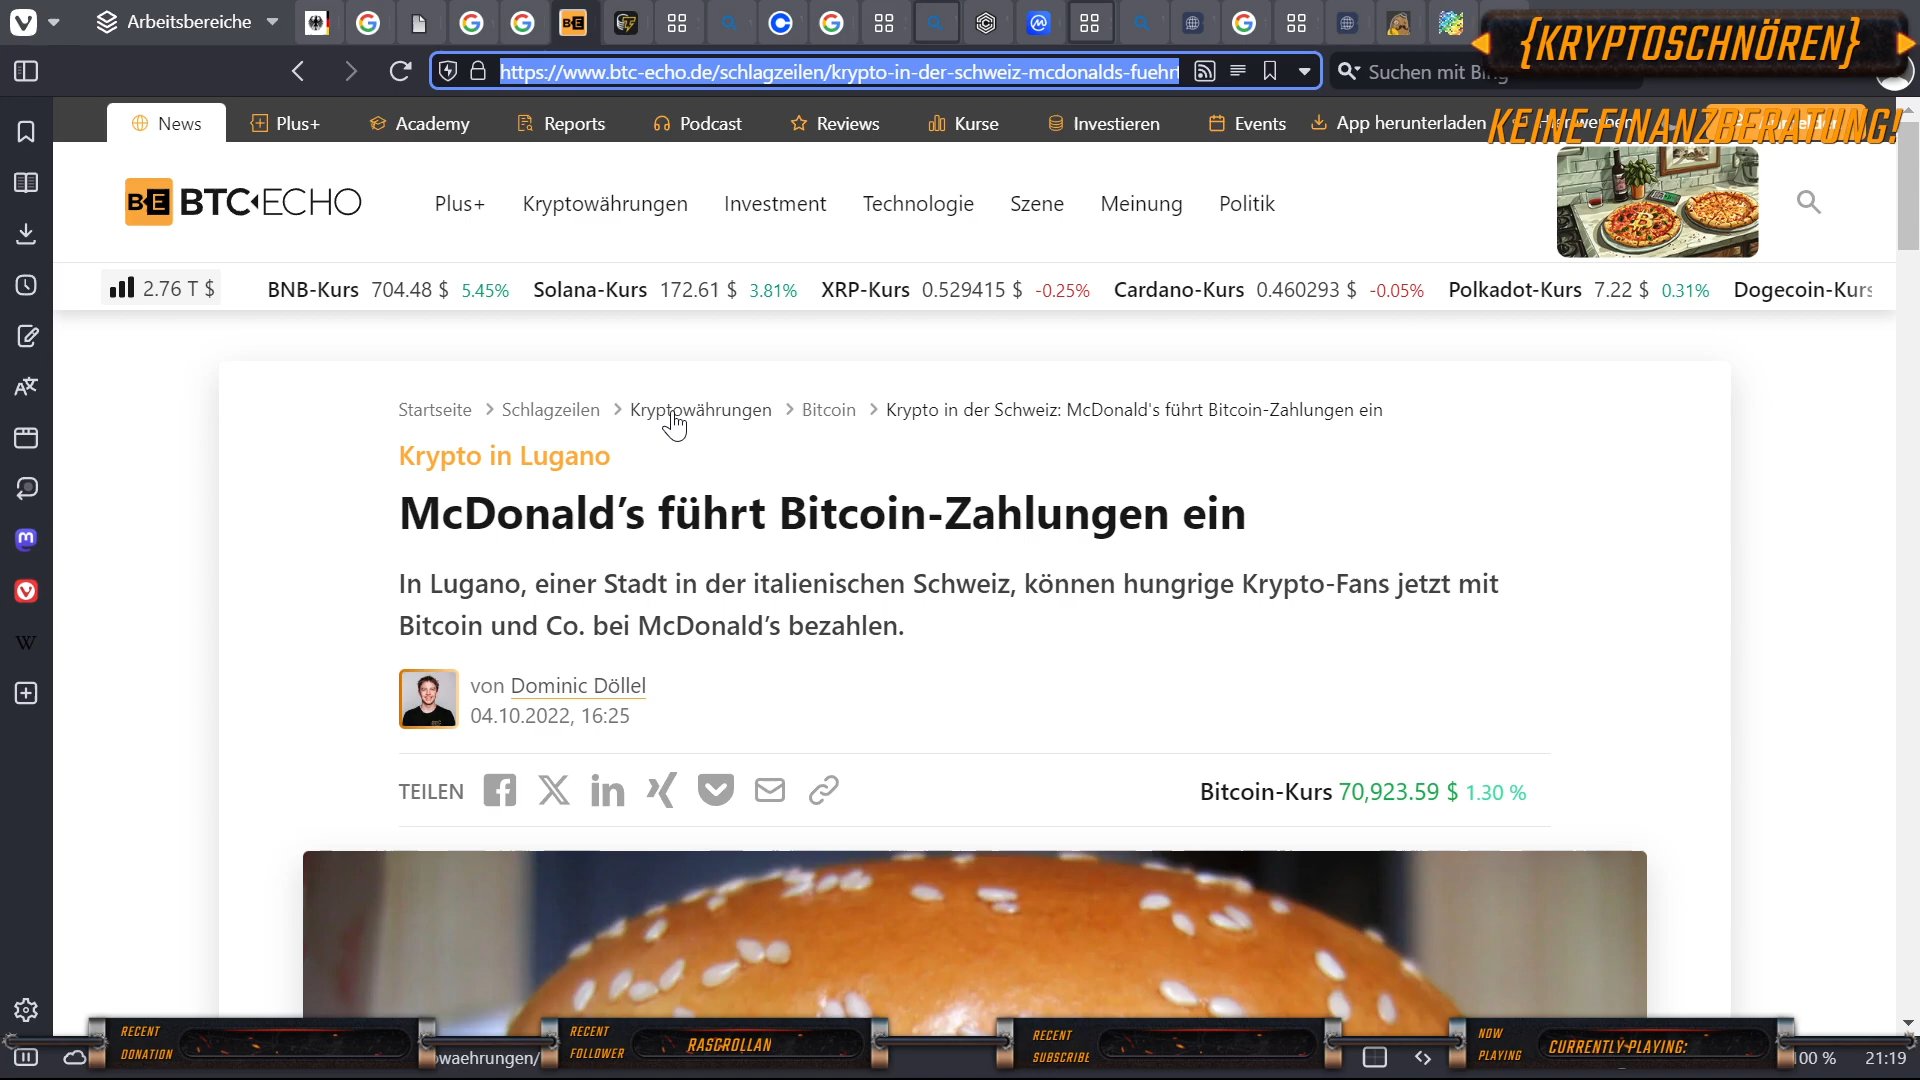 Arbeitsbereiche
{KRYPTOSCHNÖREN}
https://www.btc-echo.de/schlagzeilen/krypto-in-der-schweiz-mcdonalds-fuehrt
Suchen mit Bing
KEINE FINANZBERATUNG!
News
Plus+
Academy
Reports
Podcast
Reviews
Kurse
Investieren
Events
App herunterladen
BTC-ECHO
Plus+
Kryptowährungen
Investment
Technologie
Szene
Meinung
Politik
2.76 T $
BNB-Kurs 704.48 $ 5.45%
Solana-Kurs 172.61 $ 3.81%
XRP-Kurs 0.529415 $ -0.25%
Cardano-Kurs 0.460293 $ -0.05%
Polkadot-Kurs 7.22 $ 0.31%
Dogecoin-Kurs
Startseite > Schlagzeilen > Kryptowährungen > Bitcoin > Krypto in der Schweiz: McDonald's führt Bitcoin-Zahlungen ein
Krypto in Lugano
McDonald’s führt Bitcoin-Zahlungen ein
In Lugano, einer Stadt in der italienischen Schweiz, können hungrige Krypto-Fans jetzt mit
Bitcoin und Co. bei McDonald’s bezahlen.
von Dominic Döllel
04.10.2022, 16:25
TEILEN
Bitcoin-Kurs 70,923.59 $ 1.30 %
RECENT
DONATION
owaehrungen/
RECENT
FOLLOWER
RASGROLLAN
RECENT
SUBSCRIBE
NOW
PLAYING
CURRENTLY PLAYING:
100 %
21:19